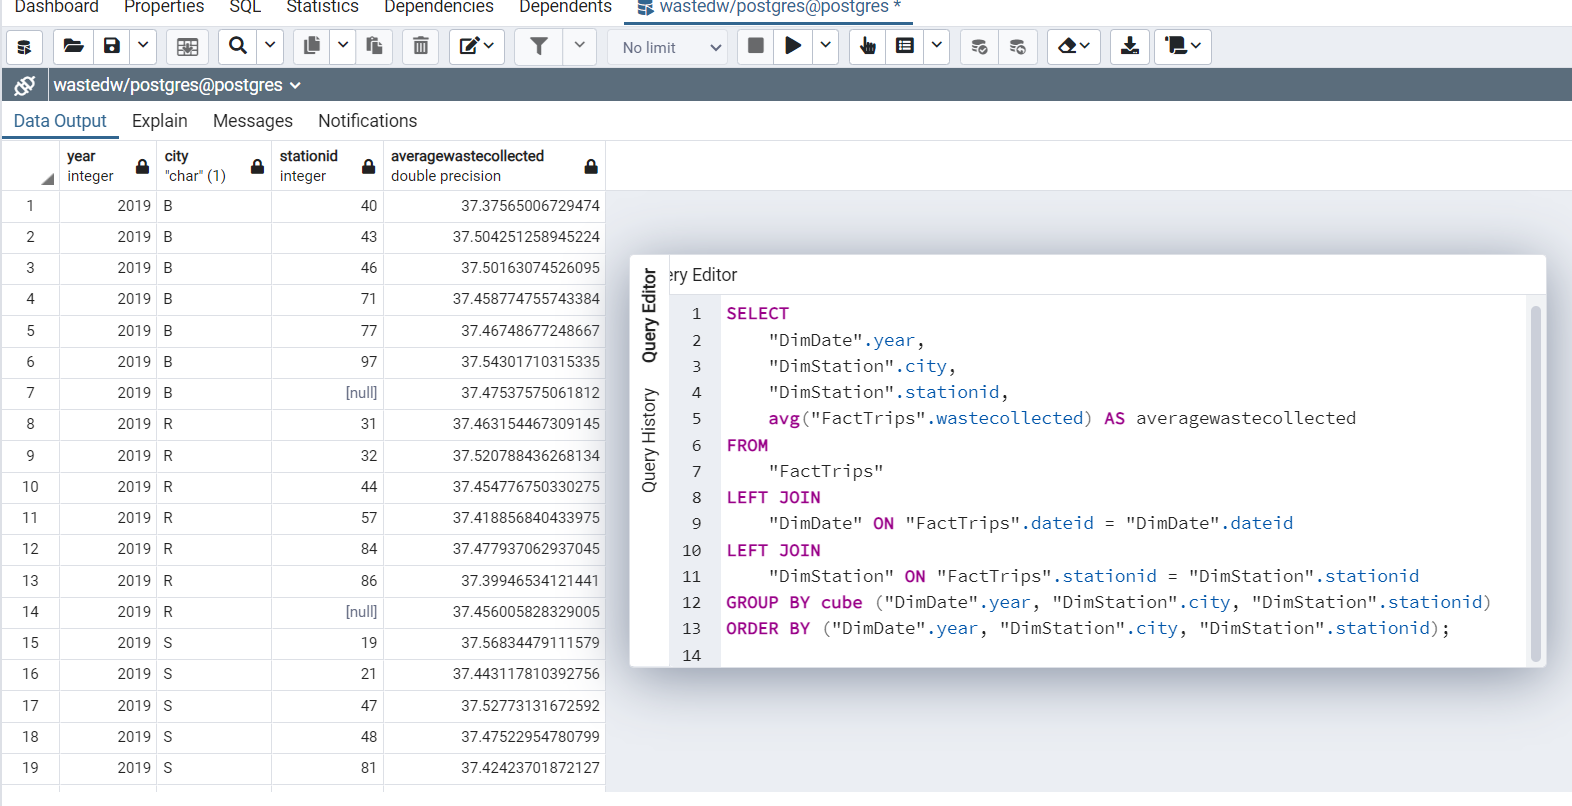 Dashboard Properties SQL Statistics Dependencies Dependents wastedw/postgres@postgres *
No limit
wastedw/postgres@postgres
Data Output Explain Messages Notifications
year city stationid averagewastecollected
integer "char" (1) integer double precision
1 2019 B 40 37.37565006729474
2 2019 B 43 37.504251258945224
3 2019 B 46 37.50163074526095
4 2019 B 71 37.458774755743384
5 2019 B 77 37.46748677248667
6 2019 B 97 37.54301710315335
7 2019 B [null] 37.47537575061812
8 2019 R 31 37.463154467309145
9 2019 R 32 37.520788436268134
10 2019 R 44 37.454776750330275
11 2019 R 57 37.418856840433975
12 2019 R 84 37.477937062937045
13 2019 R 86 37.39946534121441
14 2019 R [null] 37.456005828329005
15 2019 S 19 37.56834479111579
16 2019 S 21 37.443117810392756
17 2019 S 47 37.52773131672592
18 2019 S 48 37.47522954780799
19 2019 S 81 37.42423701872127
Query Editor
Query History
ery Editor
1 SELECT
2 "DimDate".year,
3 "DimStation".city,
4 "DimStation".stationid,
5 avg("FactTrips".wastecollected) AS averagewastecollected
6 FROM
7 "FactTrips"
8 LEFT JOIN
9 "DimDate" ON "FactTrips".dateid = "DimDate".dateid
10 LEFT JOIN
11 "DimStation" ON "FactTrips".stationid = "DimStation".stationid
12 GROUP BY cube ("DimDate".year, "DimStation".city, "DimStation".stationid)
13 ORDER BY ("DimDate".year, "DimStation".city, "DimStation".stationid);
14